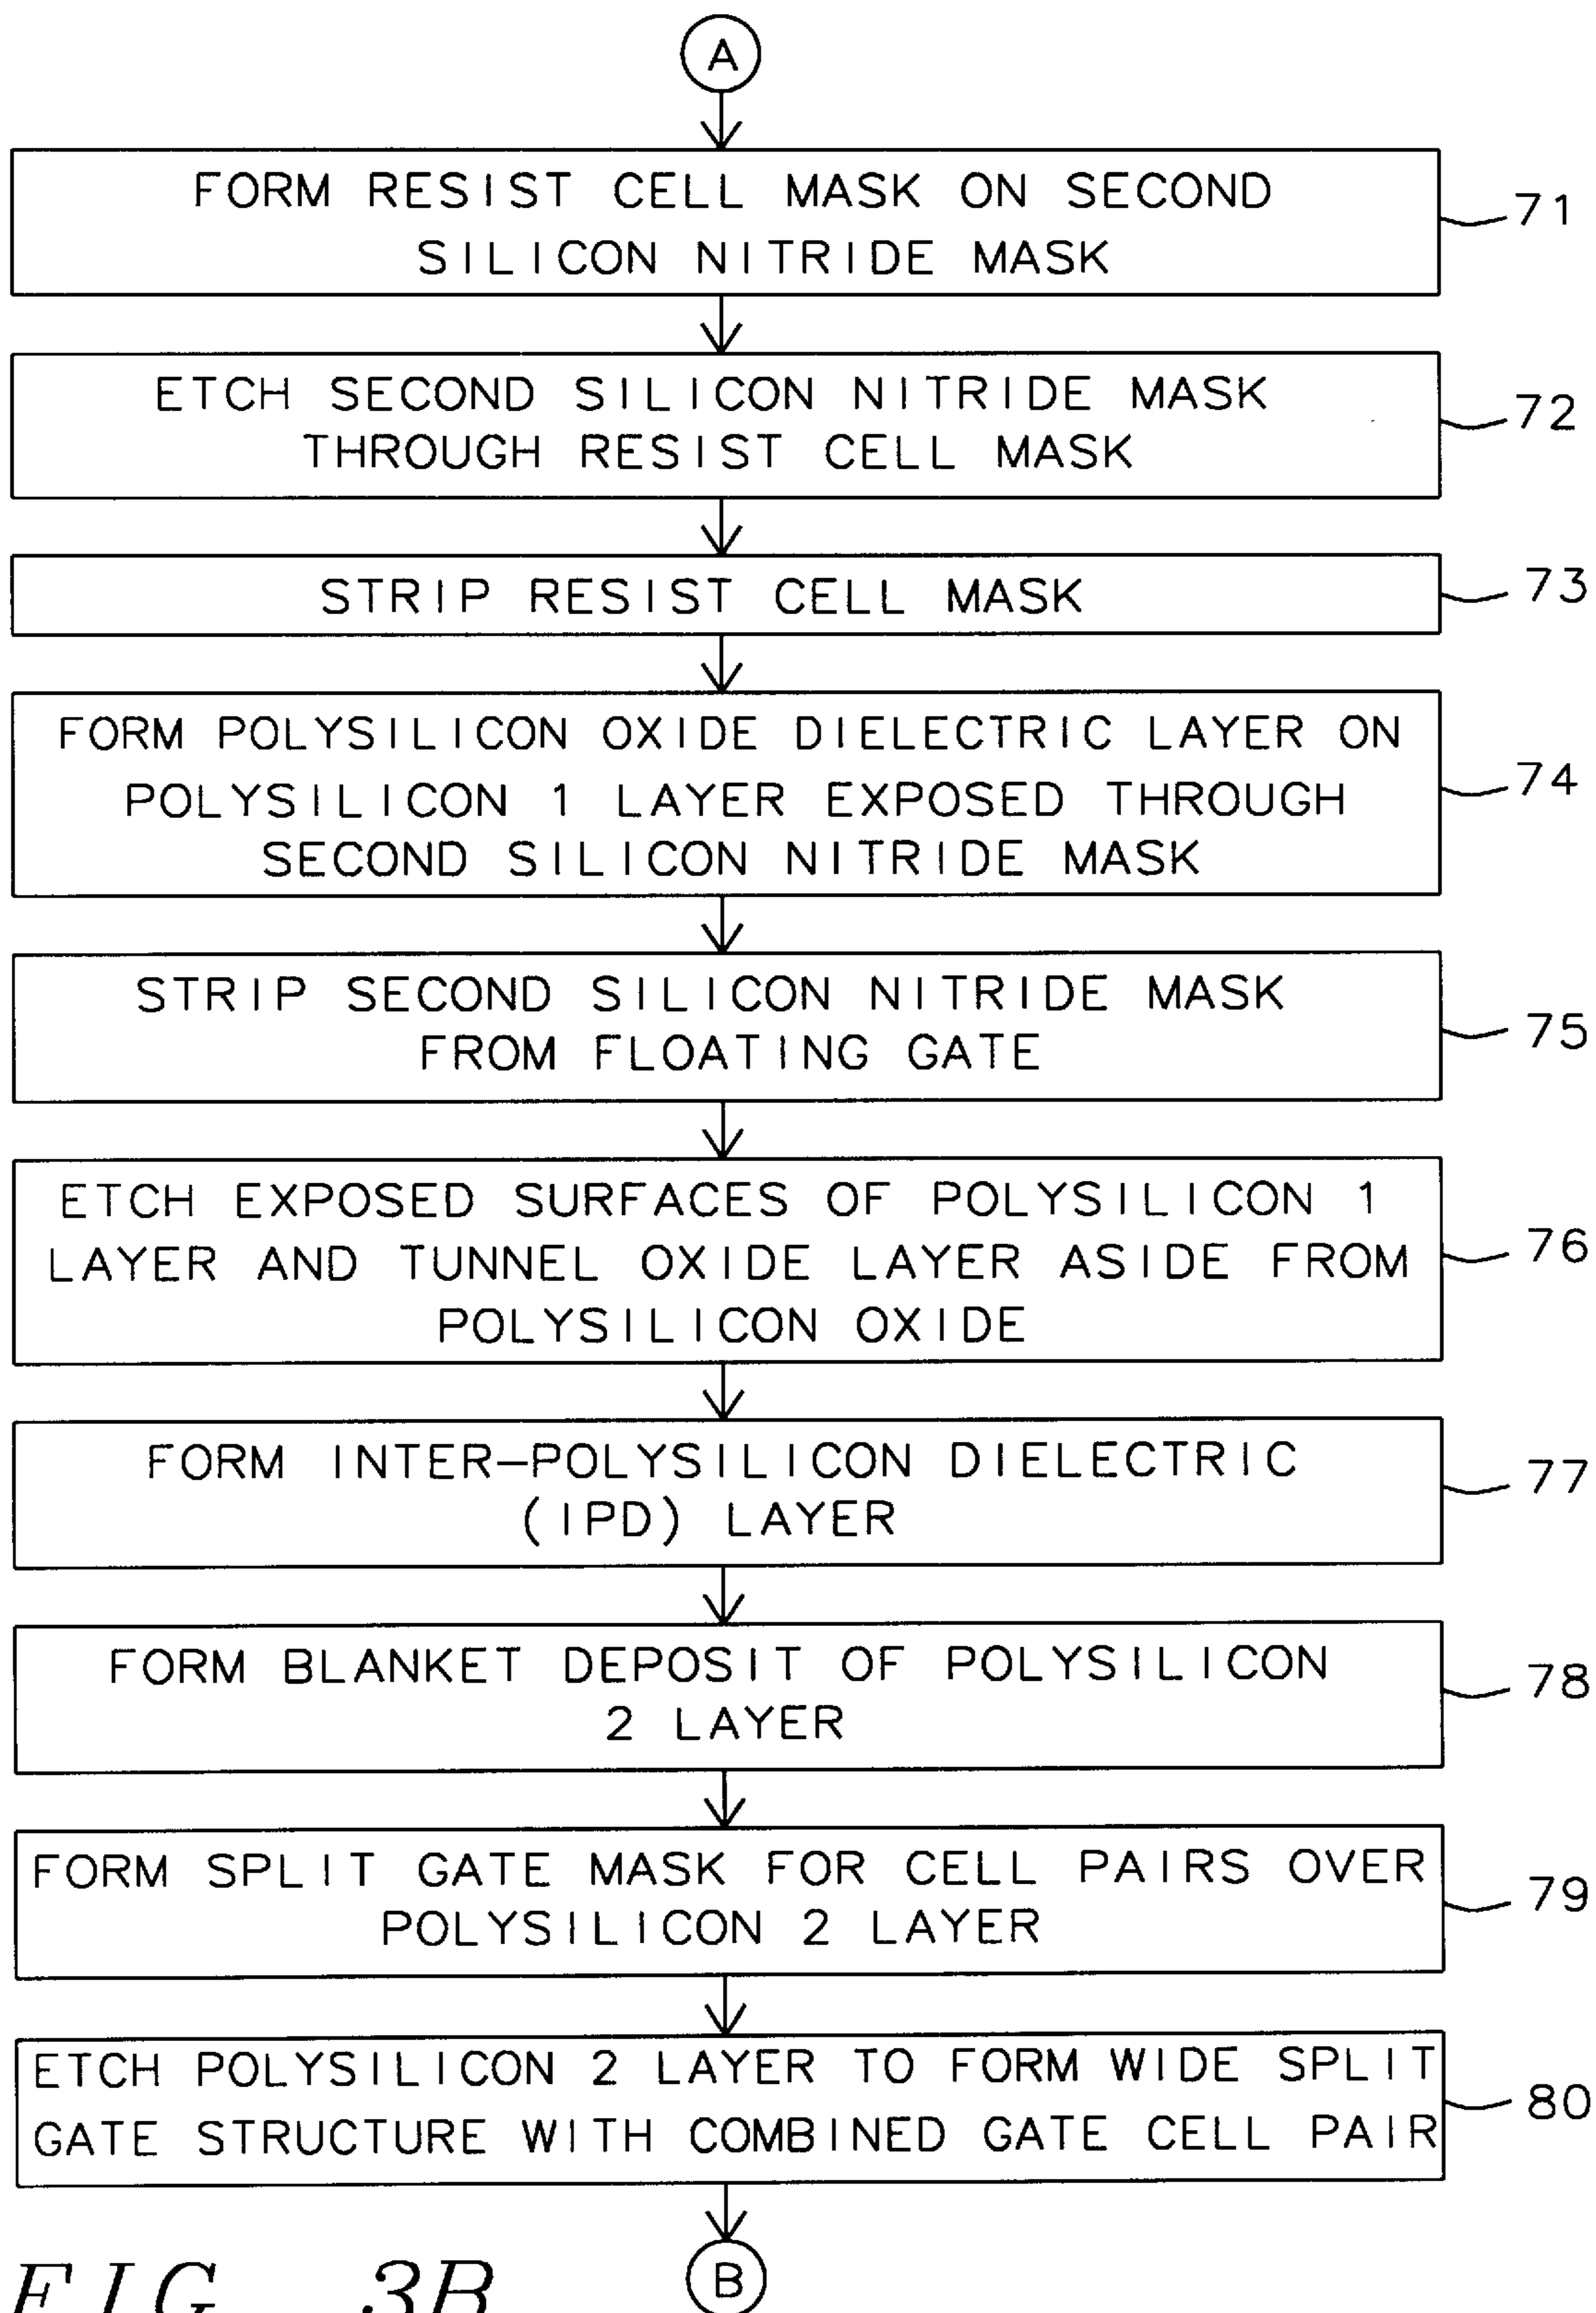 A
FORM RESIST CELL MASK ON SECOND
SILICON NITRIDE MASK
71
ETCH SECOND SILICON NITRIDE MASK
THROUGH RESIST CELL MASK
72
STRIP RESIST CELL MASK
73
FORM POLYSILICON OXIDE DIELECTRIC LAYER ON
POLYSILICON 1 LAYER EXPOSED THROUGH
SECOND SILICON NITRIDE MASK
74
STRIP SECOND SILICON NITRIDE MASK
FROM FLOATING GATE
75
ETCH EXPOSED SURFACES OF POLYSILICON 1
LAYER AND TUNNEL OXIDE LAYER ASIDE FROM
POLYSILICON OXIDE
76
FORM INTER-POLYSILICON DIELECTRIC
(IPD) LAYER
77
FORM BLANKET DEPOSIT OF POLYSILICON
2 LAYER
78
FORM SPLIT GATE MASK FOR CELL PAIRS OVER
POLYSILICON 2 LAYER
79
ETCH POLYSILICON 2 LAYER TO FORM WIDE SPLIT
GATE STRUCTURE WITH COMBINED GATE CELL PAIR
80
B
FIG 3B